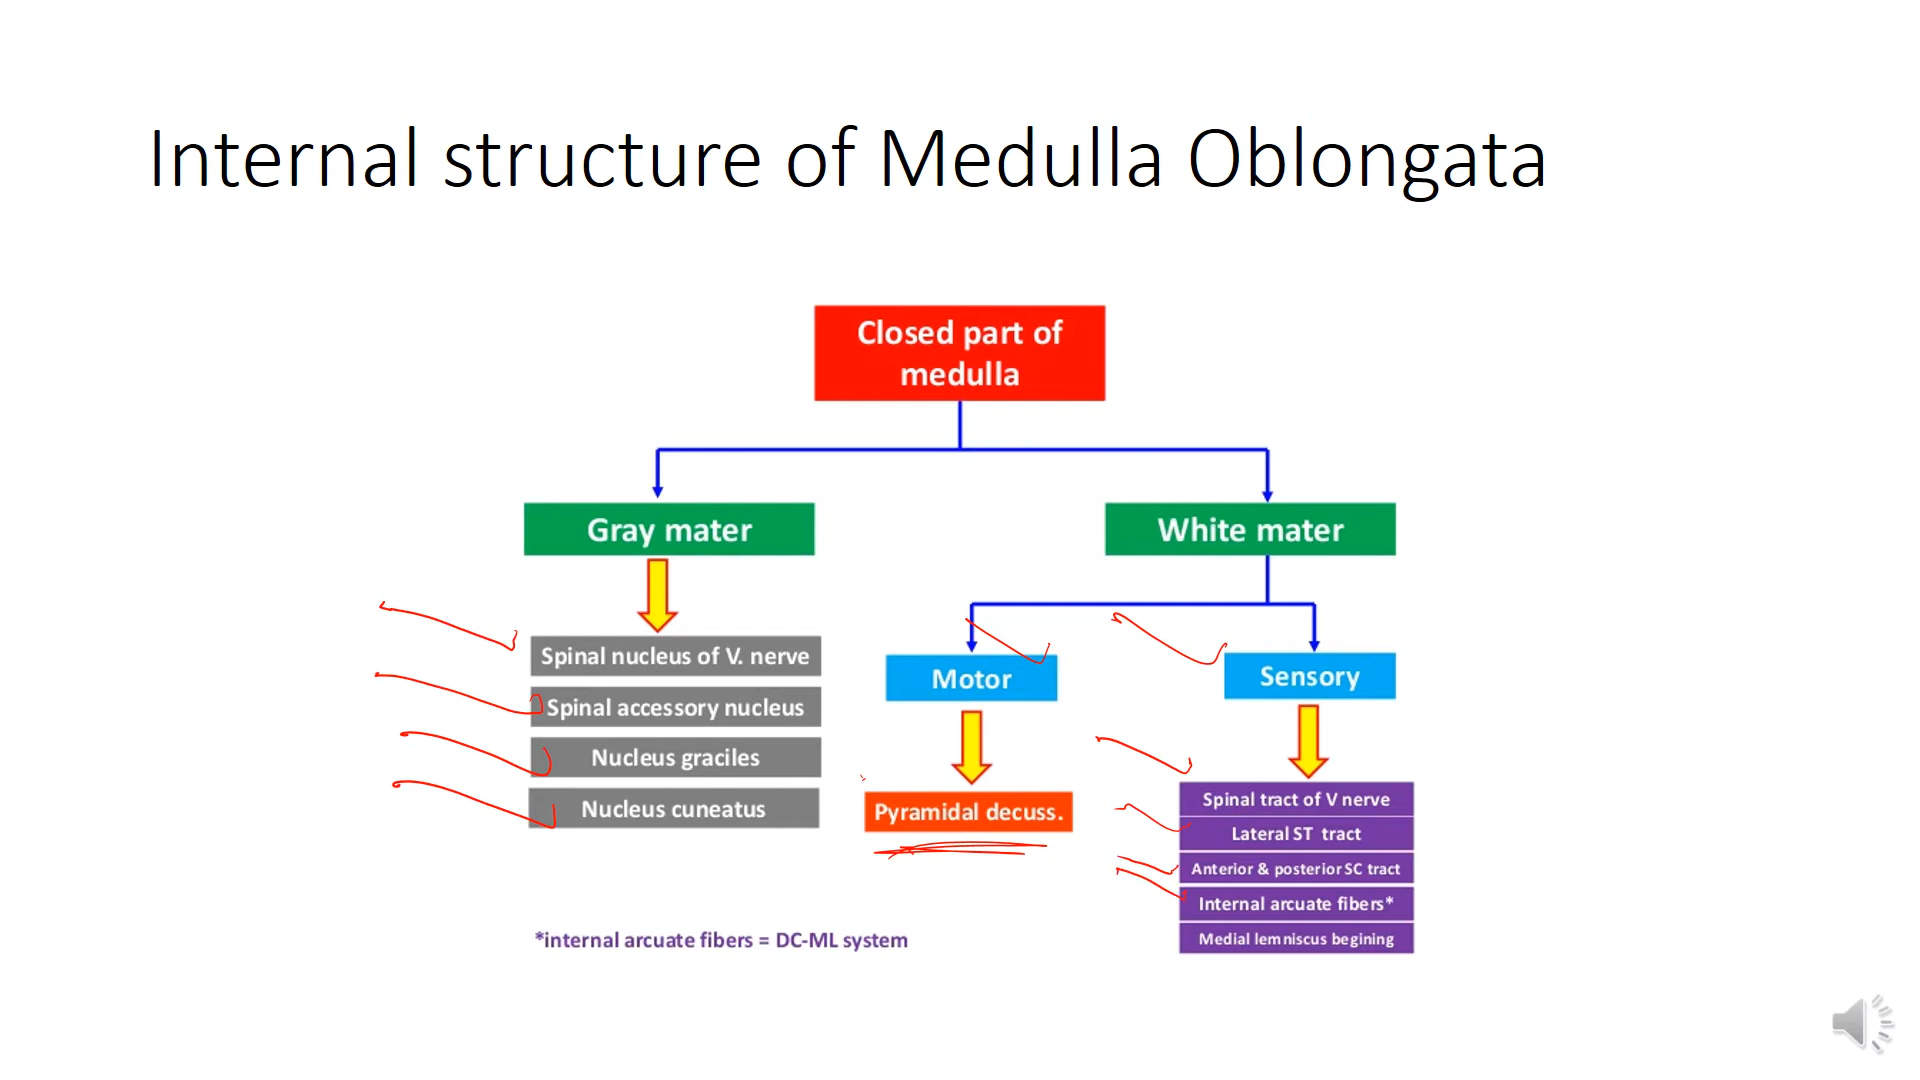 Internal structure of Medulla Oblongata
Closed part of
medulla
Gray mater
White mater
Spinal nucleus of V. nerve
Spinal accessory nucleus
Nucleus graciles
Nucleus cuneatus
Motor
Sensory
Pyramidal decuss.
Spinal tract of V nerve
Lateral ST tract
Anterior & posterior SC tract
Internal arcuate fibers*
Medial lemniscus begining
*internal arcuate fibers = DC-ML system